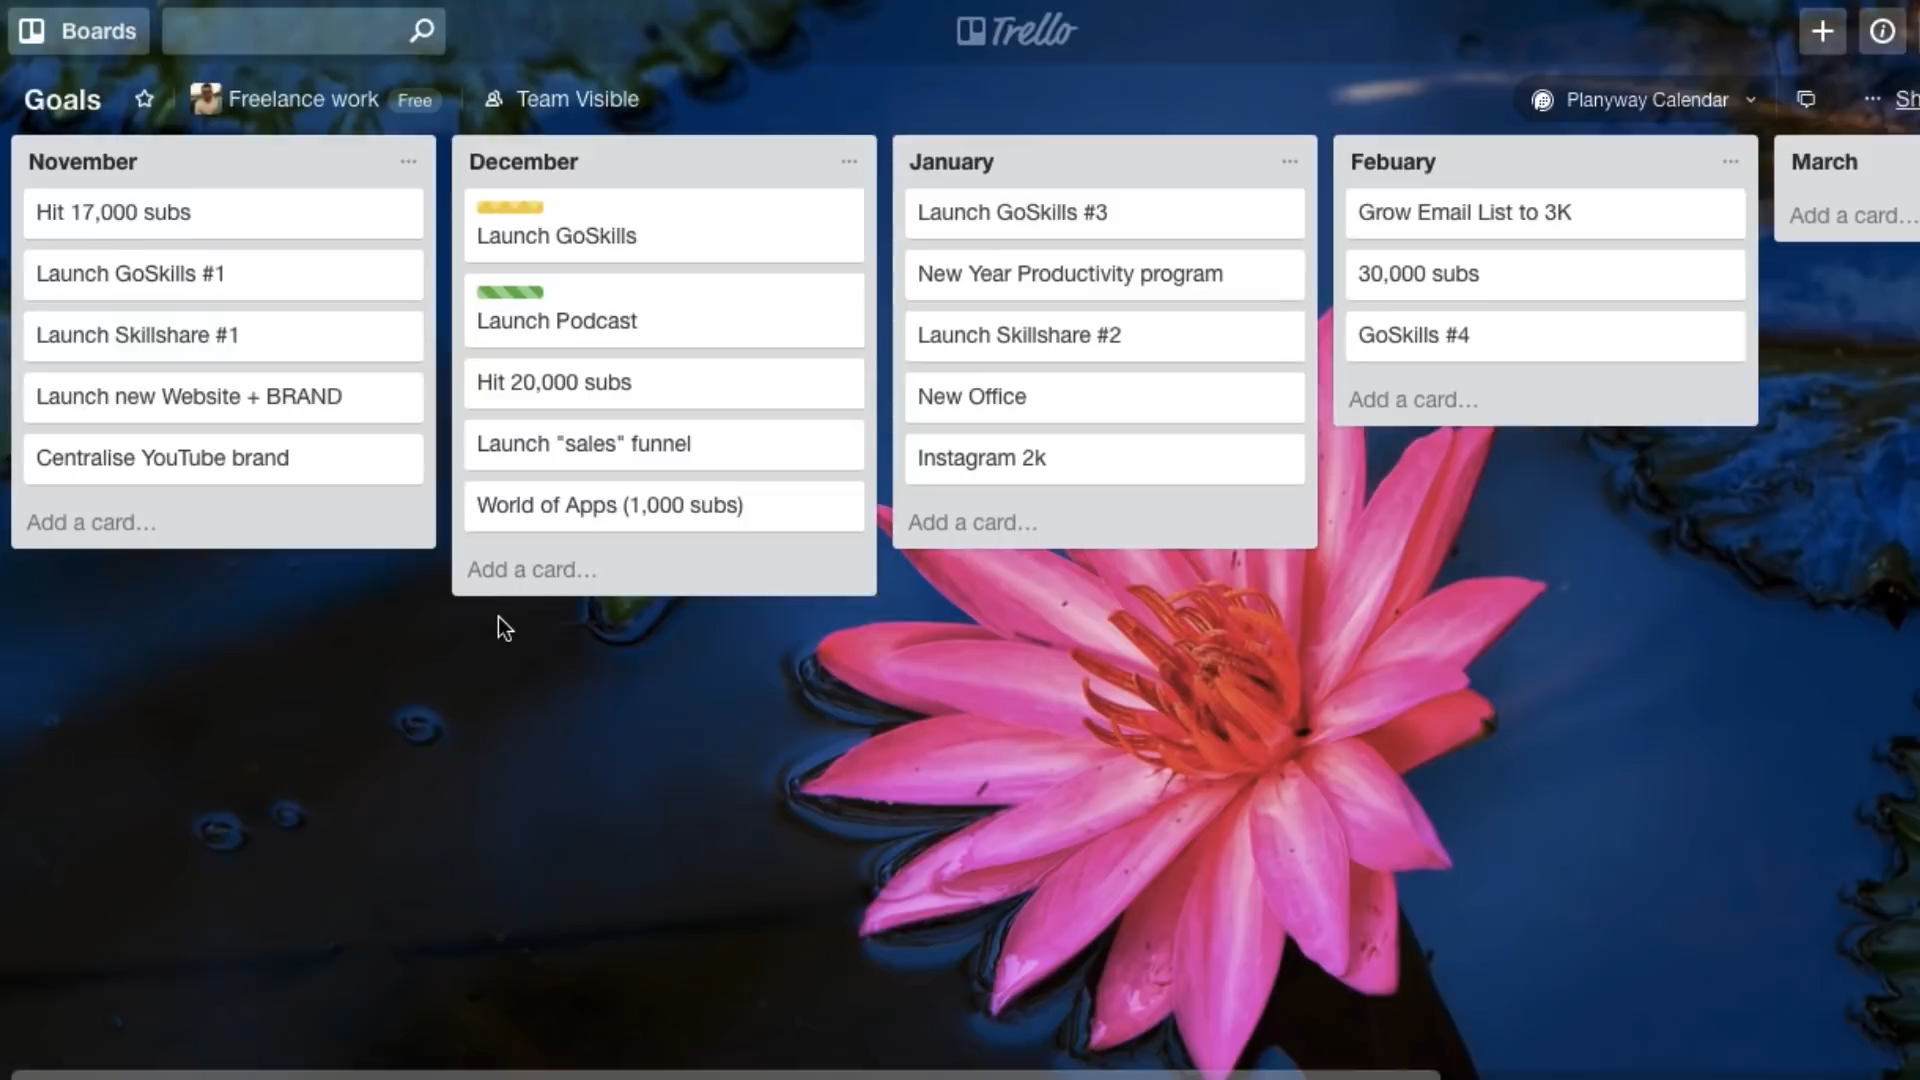 Boards
Trello
Goals
Freelance work
Free
Team Visible
Planyway Calendar
Sh
November
Hit 17,000 subs
Launch GoSkills #1
Launch Skillshare #1
Launch new Website + BRAND
Centralise YouTube brand
Add a card...
December
Launch GoSkills
Launch Podcast
Hit 20,000 subs
Launch "sales" funnel
World of Apps (1,000 subs)
Add a card...
January
Launch GoSkills #3
New Year Productivity program
Launch Skillshare #2
New Office
Instagram 2k
Add a card...
Febuary
Grow Email List to 3K
30,000 subs
GoSkills #4
Add a card...
March
Add a card...